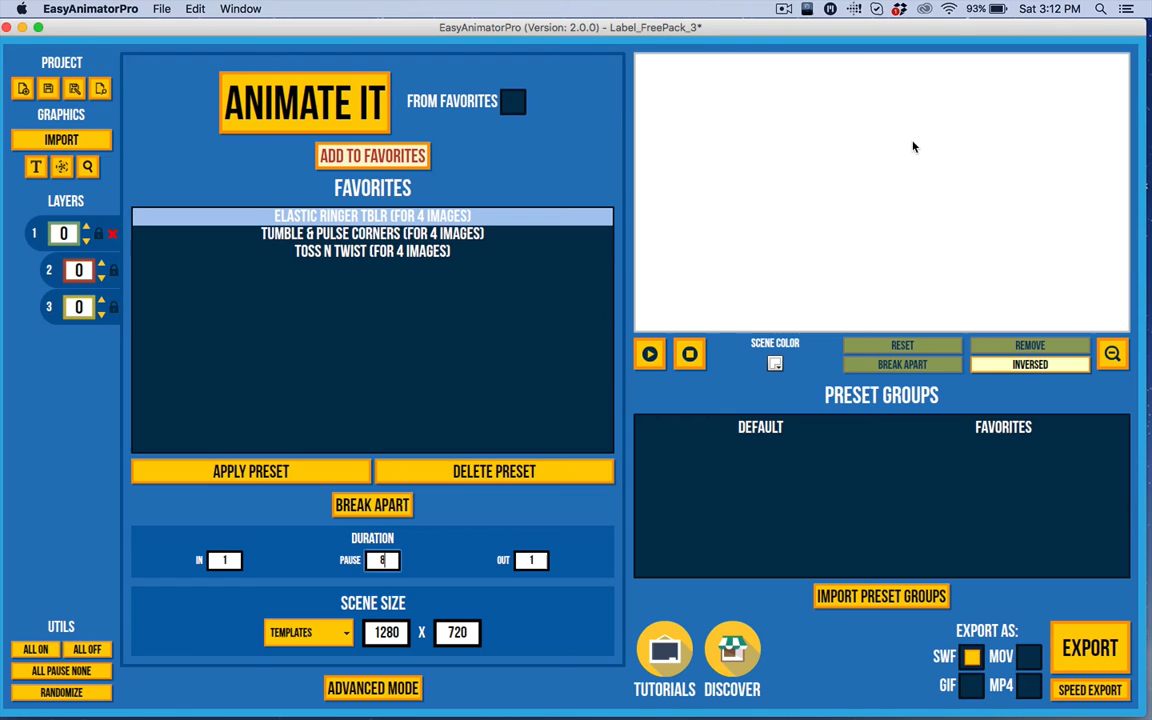 EasyAnimatorPro File Edit Window
93% Sat 3:12 PM
EasyAnimatorPro (Version: 2.0.0) - Label_FreePack_3*
PROJECT
GRAPHICS
IMPORT
T
LAYERS
1 0
2 0
3 0
UTILS
ALL ON ALL OFF
ALL PAUSE NONE
RANDOMIZE
ANIMATE IT
FROM FAVORITES
ADD TO FAVORITES
FAVORITES
ELASTIC RINGER TBLR (FOR 4 IMAGES)
TUMBLE & PULSE CORNERS (FOR 4 IMAGES)
TOSS N TWIST (FOR 4 IMAGES)
APPLY PRESET DELETE PRESET
BREAK APART
DURATION
IN 1 PAUSE 8 OUT 1
SCENE SIZE
TEMPLATES 1280 X 720
ADVANCED MODE
SCENE COLOR
RESET REMOVE
BREAK APART INVERSED
PRESET GROUPS
DEFAULT FAVORITES
IMPORT PRESET GROUPS
TUTORIALS DISCOVER
EXPORT AS:
SWF MOV
GIF MP4
EXPORT
SPEED EXPORT